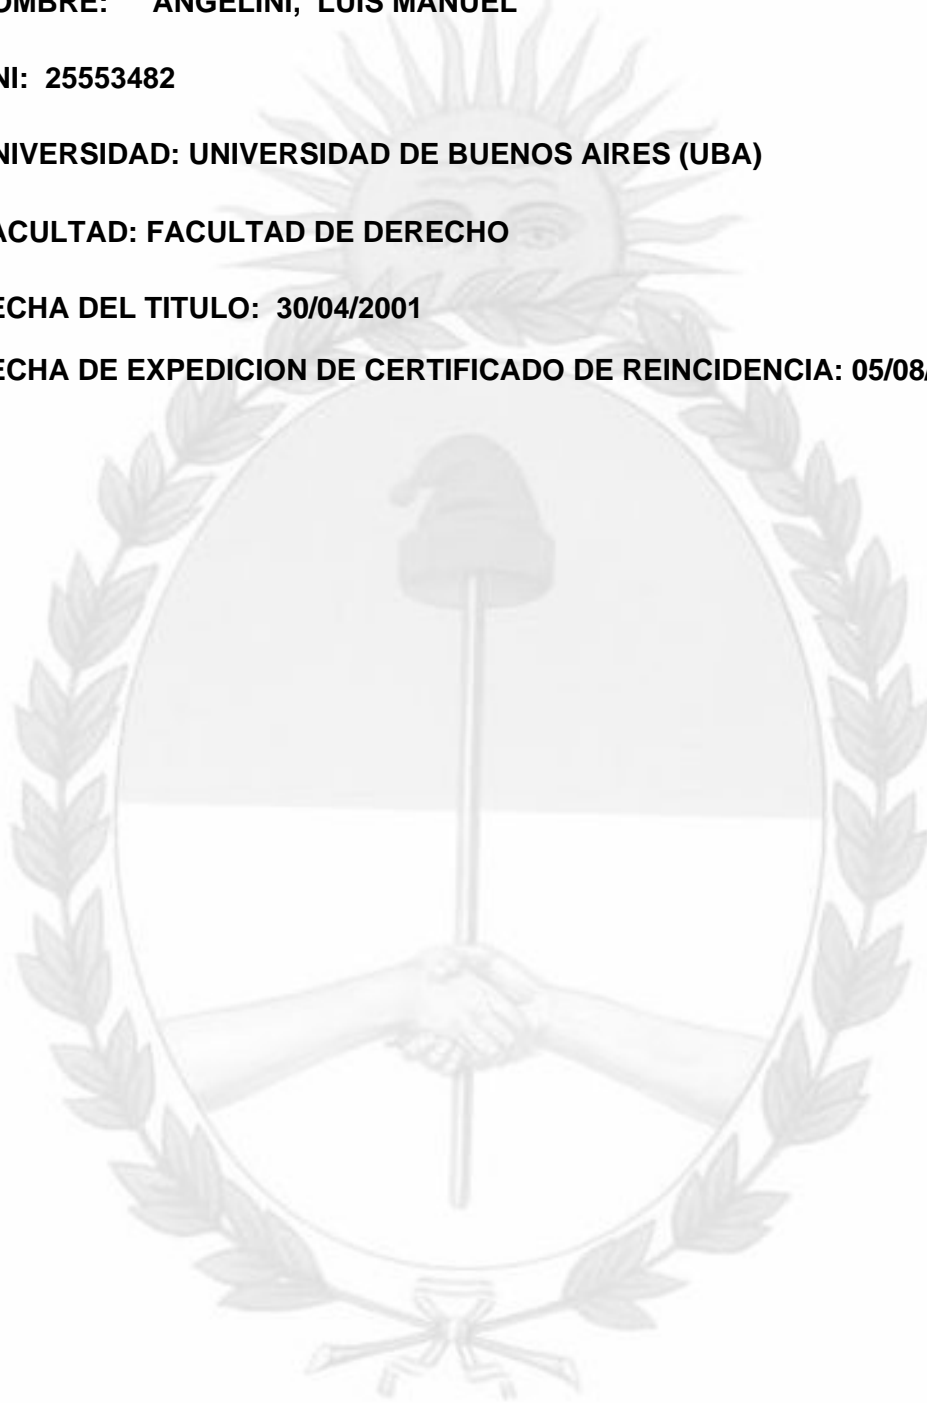 OMBRE: ANGELINI, LUIS MANUEL
NI: 25553482
NIVERSIDAD: UNIVERSIDAD DE BUENOS AIRES (UBA)
ACULTAD: FACULTAD DE DERECHO
ECHA DEL TITULO: 30/04/2001
ECHA DE EXPEDICION DE CERTIFICADO DE REINCIDENCIA: 05/08/